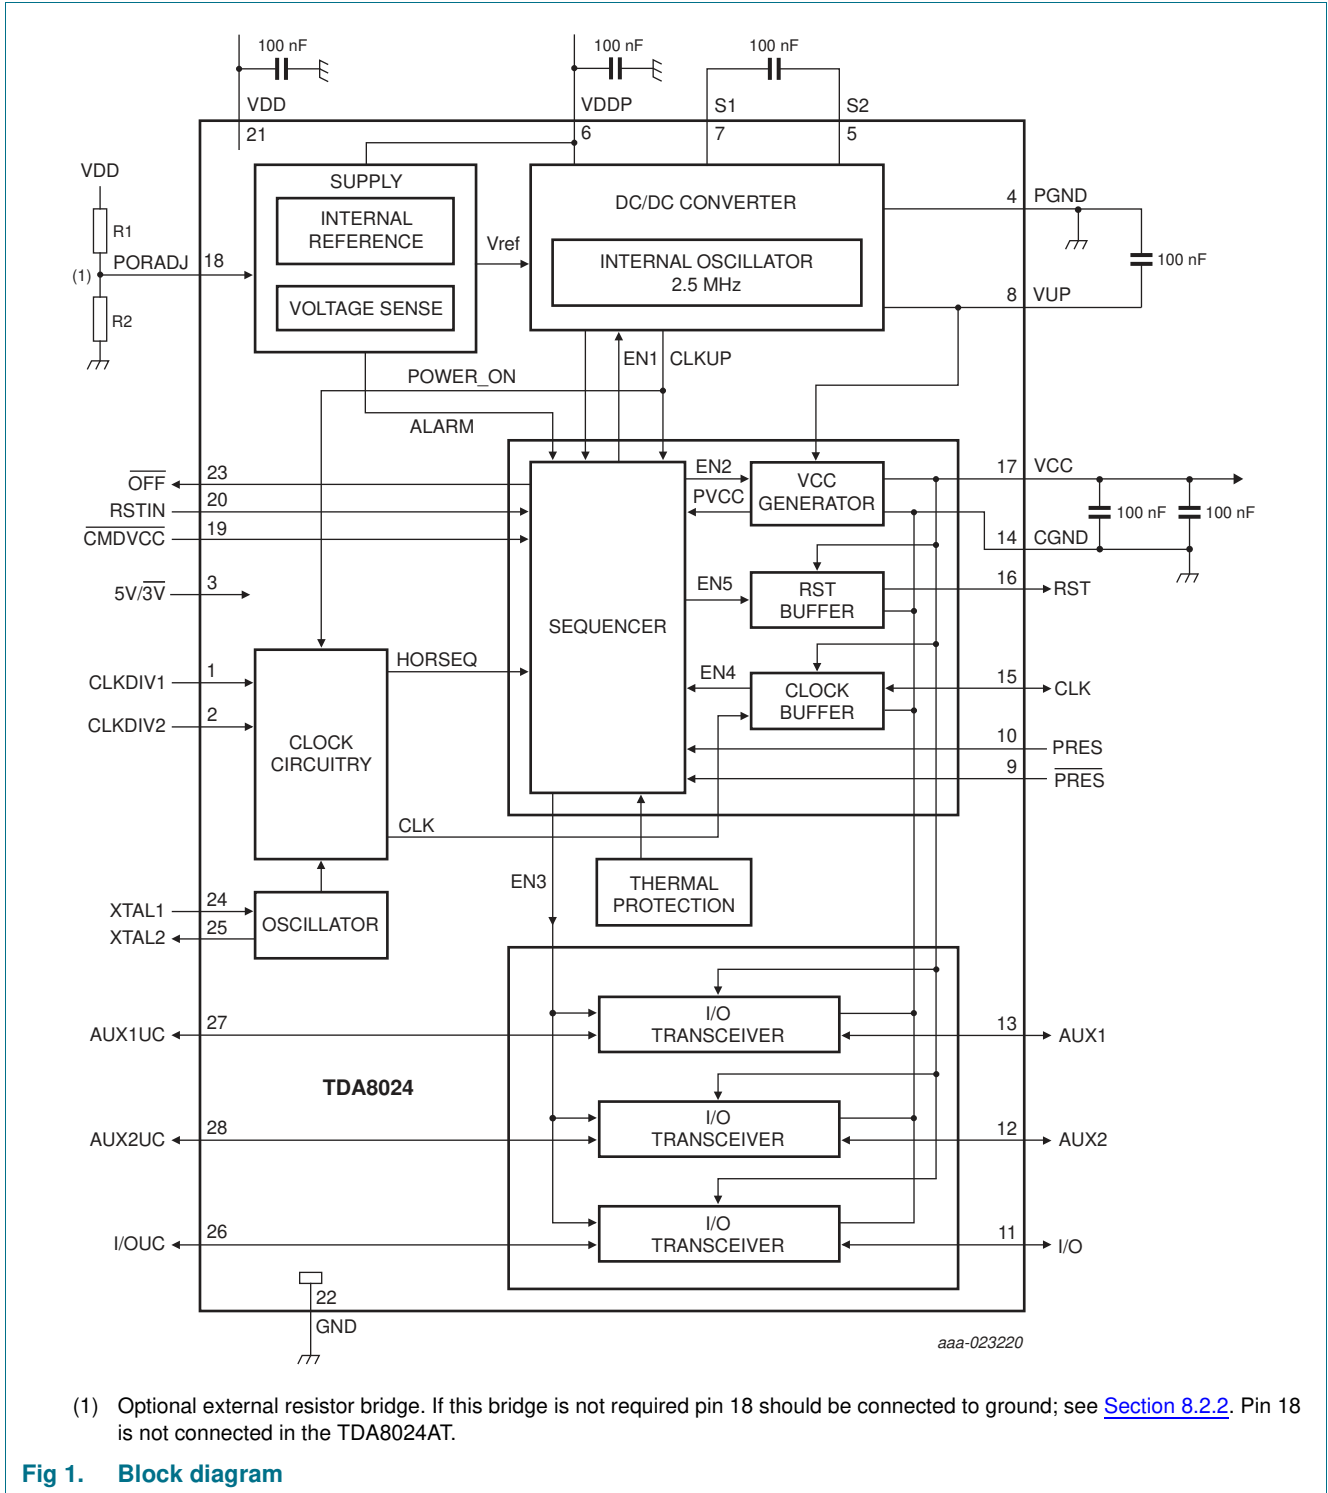 100 nF
100 nF
100 nF
VDD
VDDP
S1
S2
21
6
7
5
VDD
SUPPLY
INTERNAL
REFERENCE
VOLTAGE SENSE
DC/DC CONVERTER
INTERNAL OSCILLATOR
2.5 MHz
Vref
R1
(1)
PORADJ
18
R2
4
PGND
100 nF
8
VUP
EN1
CLKUP
POWER_ON
ALARM
OFF
23
RSTIN
20
CMDVCC
19
5V/3V
3
SEQUENCER
EN2
PVCC
VCC
GENERATOR
17
VCC
100 nF
100 nF
14
CGND
EN5
RST
BUFFER
16
RST
HORSEQ
EN4
CLOCK
BUFFER
15
CLK
CLKDIV1
1
CLKDIV2
2
CLOCK
CIRCUITRY
10
PRES
9
PRES
CLK
EN3
THERMAL
PROTECTION
XTAL1
24
XTAL2
25
OSCILLATOR
AUX1UC
27
I/O
TRANSCEIVER
13
AUX1
TDA8024
AUX2UC
28
I/O
TRANSCEIVER
12
AUX2
I/OUC
26
I/O
TRANSCEIVER
11
I/O
22
GND
aaa-023220
(1) Optional external resistor bridge. If this bridge is not required pin 18 should be connected to ground; see Section 8.2.2. Pin 18
is not connected in the TDA8024AT.
Fig 1. Block diagram